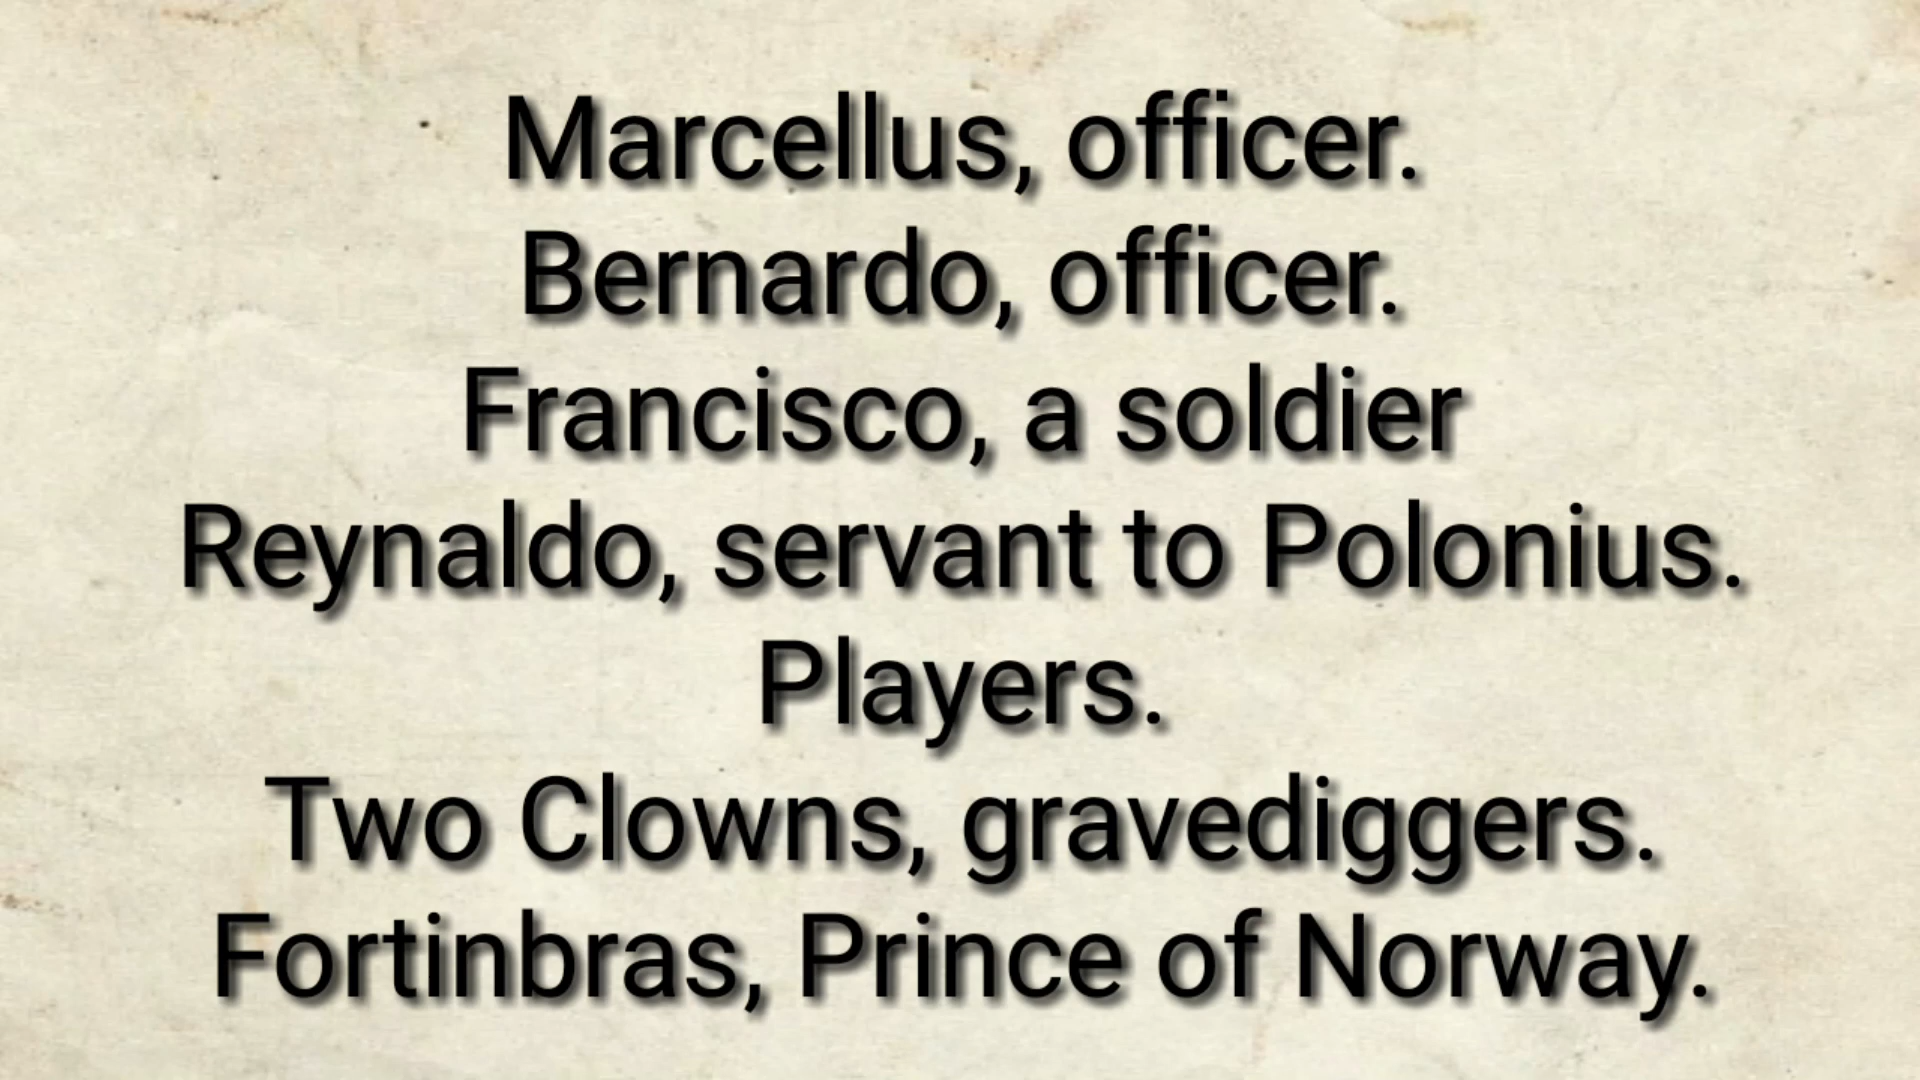 Marcellus, officer.
Bernardo, officer.
Francisco, a soldier
Reynaldo, servant to Polonius.
Players.
Two Clowns, gravediggers.
Fortinbras, Prince of Norway.